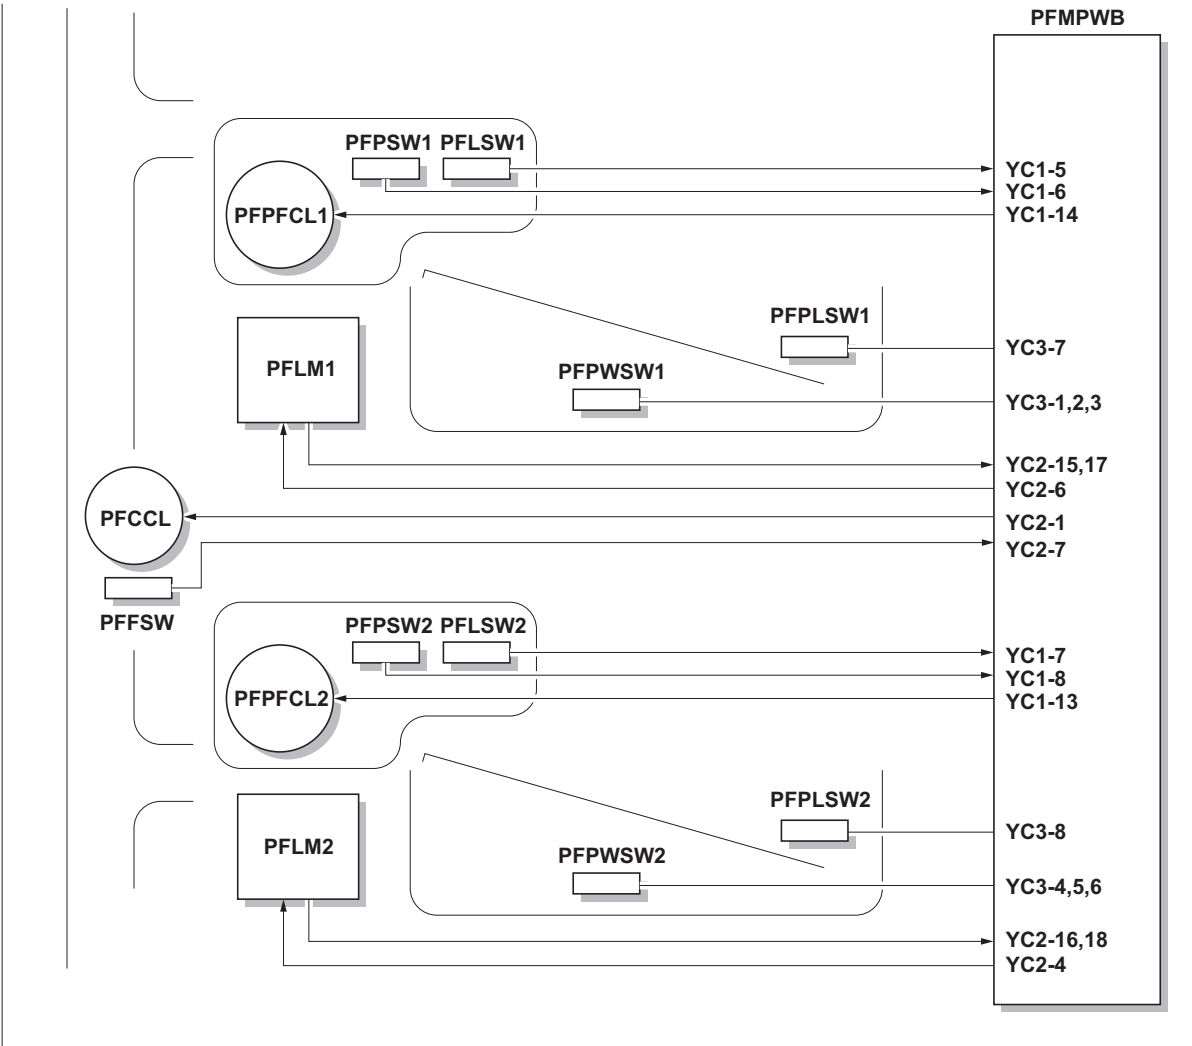 PFMPWB
PFPSW1 PFLSW1
YC1-5
YC1-6
PFPFCL1
YC1-14
PFPLSW1
YC3-7
PFLM1
PFPWSW1
YC3-1,2,3
YC2-15,17
YC2-6
PFCCL
YC2-1
YC2-7
PFFSW
PFPSW2 PFLSW2
YC1-7
YC1-8
PFPFCL2
YC1-13
PFPLSW2
YC3-8
PFLM2
PFPWSW2
YC3-4,5,6
YC2-16,18
YC2-4